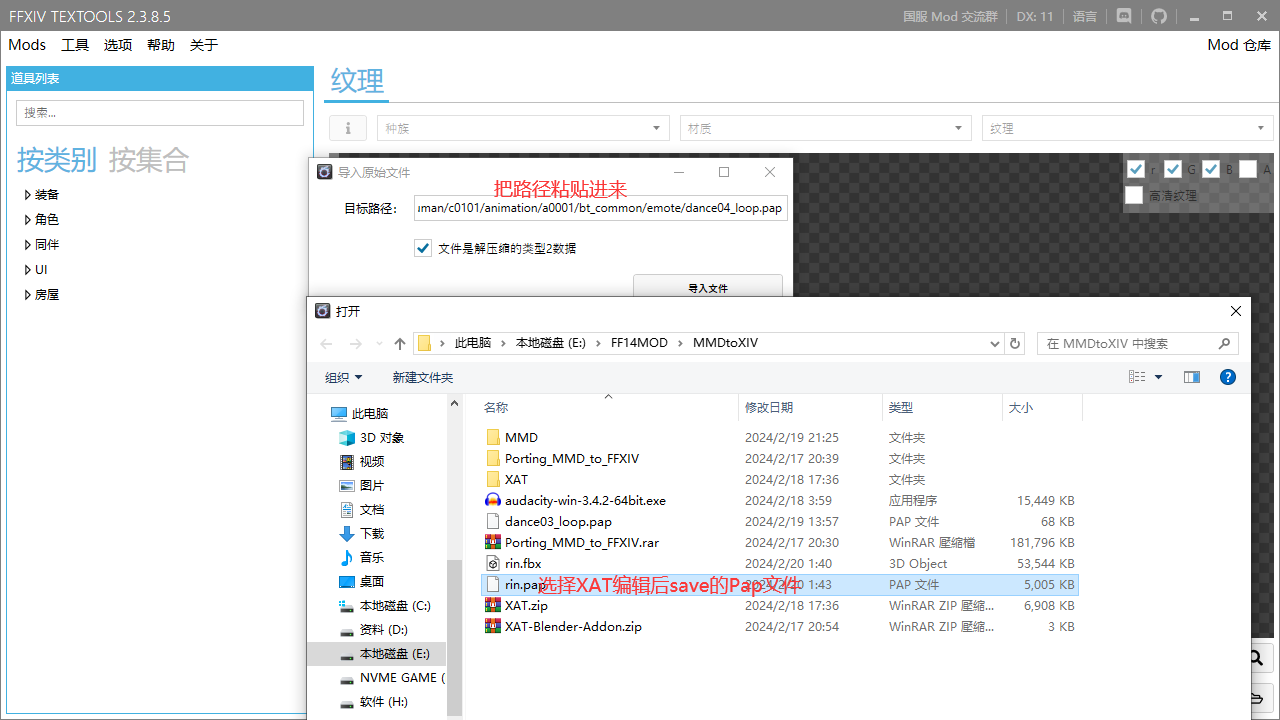 FFXIV TEXTOOLS 2.3.8.5
国服 Mod 交流群
DX: 11
语言
Mods 工具 选项 帮助 关于
Mod 仓库
道具列表
搜索...
按类别 按集合
装备
角色
同伴
UI
房屋
纹理
种族
材质
纹理
r G B A
高清纹理
导入原始文件
把路径粘贴进来
目标路径:
uman/c0101/animation/a0001/bt_common/emote/dance04_loop.pap
文件是解压缩的类型2数据
导入文件
打开
此电脑 本地磁盘 (E:) FF14MOD MMDtoXIV
在 MMDtoXIV 中搜索
组织 新建文件夹
此电脑
3D 对象
视频
图片
文档
下载
音乐
桌面
本地磁盘 (C:)
资料 (D:)
本地磁盘 (E:)
NVME GAME (
软件 (H:)
名称 修改日期 类型 大小
MMD 2024/2/19 21:25 文件夹
Porting_MMD_to_FFXIV 2024/2/17 20:39 文件夹
XAT 2024/2/18 17:36 文件夹
audacity-win-3.4.2-64bit.exe 2024/2/18 3:59 应用程序 15,449 KB
dance03_loop.pap 2024/2/19 13:57 PAP 文件 68 KB
Porting_MMD_to_FFXIV.rar 2024/2/17 20:30 WinRAR 壓縮檔 181,796 KB
rin.fbx 2024/2/20 1:40 3D Object 53,544 KB
rin.pap 2024/2/20 1:43 PAP 文件 5,005 KB
选择XAT编辑后save的Pap文件
XAT.zip 2024/2/18 17:36 WinRAR ZIP 壓縮... 6,908 KB
XAT-Blender-Addon.zip 2024/2/17 20:54 WinRAR ZIP 壓縮... 3 KB